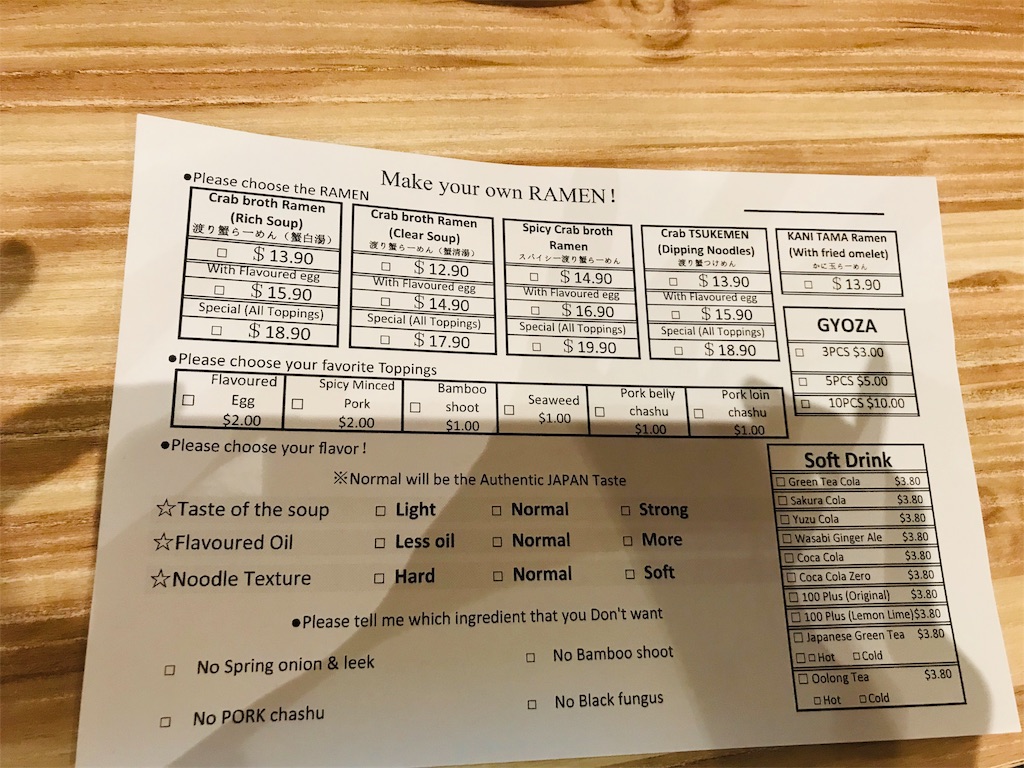 Make your own RAMEN!
●Please choose the RAMEN
Crab broth Ramen
(Rich Soup)
渡り蟹らーめん（蟹白湯）
□ $13.90
With Flavoured egg
□ $15.90
Special (All Toppings)
□ $18.90
Crab broth Ramen
(Clear Soup)
渡り蟹らーめん（蟹清湯）
□ $12.90
With Flavoured egg
□ $14.90
Special (All Toppings)
□ $17.90
Spicy Crab broth
Ramen
スパイシー渡り蟹らーめん
□ $14.90
With Flavoured egg
□ $16.90
Special (All Toppings)
□ $19.90
Crab TSUKEMEN
(Dipping Noodles)
渡り蟹つけめん
□ $13.90
With Flavoured egg
□ $15.90
Special (All Toppings)
□ $18.90
KANI TAMA Ramen
(With fried omelet)
かに玉らーめん
□ $13.90
GYOZA
□ 3PCS $3.00
□ 5PCS $5.00
□ 10PCS $10.00
●Please choose your favorite Toppings
□ Flavoured
Egg
$2.00
□ Spicy Minced
Pork
$2.00
□ Bamboo
shoot
$1.00
□ Seaweed
$1.00
□ Pork belly
chashu
$1.00
□ Pork loin
chashu
$1.00
●Please choose your flavor!
※Normal will be the Authentic JAPAN Taste
☆Taste of the soup □ Light □ Normal □ Strong
☆Flavoured Oil □ Less oil □ Normal □ More
☆Noodle Texture □ Hard □ Normal □ Soft
●Please tell me which ingredient that you Don't want
□ No Spring onion & leek □ No Bamboo shoot
□ No PORK chashu □ No Black fungus
Soft Drink
□ Green Tea Cola $3.80
□ Sakura Cola $3.80
□ Yuzu Cola $3.80
□ Wasabi Ginger Ale $3.80
□ Coca Cola $3.80
□ Coca Cola Zero $3.80
□ 100 Plus (Original) $3.80
□ 100 Plus (Lemon Lime)$3.80
□ Japanese Green Tea $3.80
□ □Hot □Cold
□ Oolong Tea $3.80
□Hot □Cold